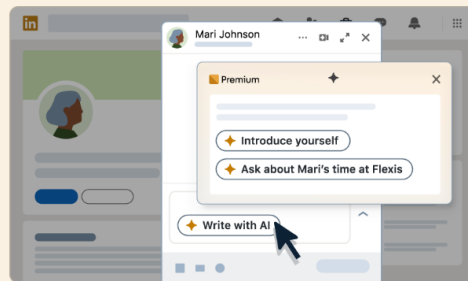 in
Mari Johnson
Premium
Introduce yourself
Ask about Mari's time at Flexis
Write with AI